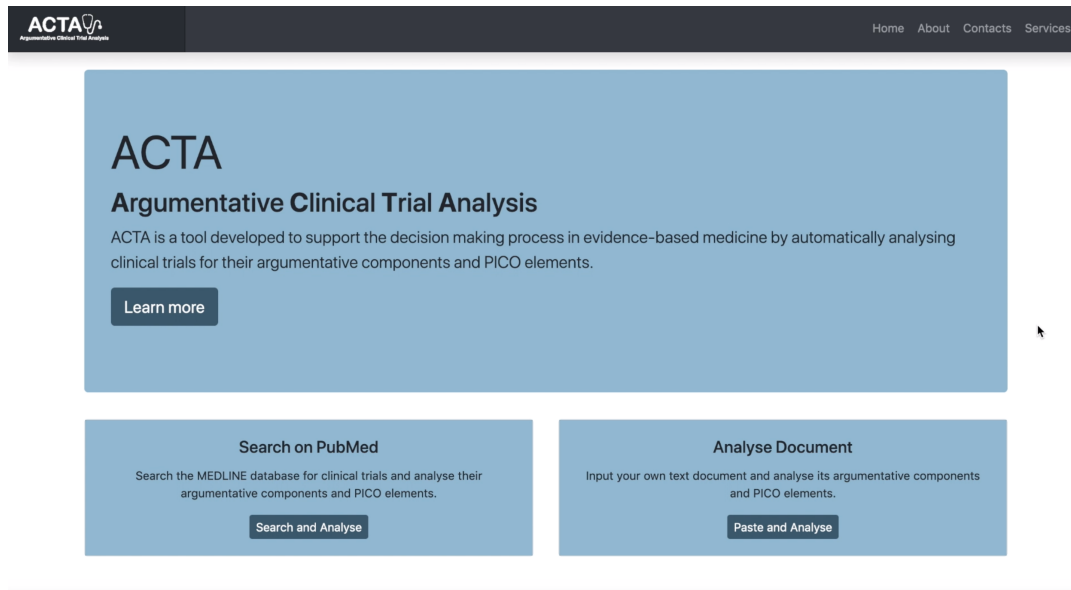 ACTA
Argumentative Clinical Trial Analysis
Home About Contacts Services
ACTA
Argumentative Clinical Trial Analysis
ACTA is a tool developed to support the decision making process in evidence-based medicine by automatically analysing
clinical trials for their argumentative components and PICO elements.
Learn more
Search on PubMed
Search the MEDLINE database for clinical trials and analyse their
argumentative components and PICO elements.
Search and Analyse
Analyse Document
Input your own text document and analyse its argumentative components
and PICO elements.
Paste and Analyse